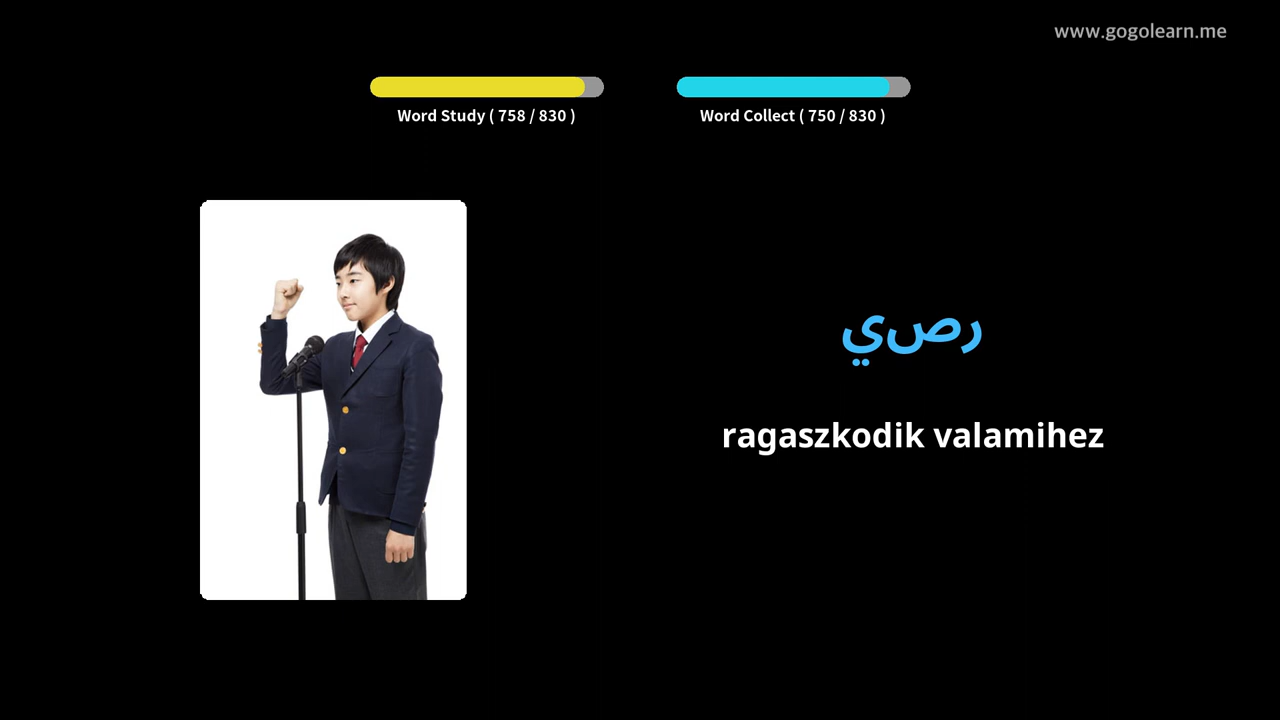 www.gogolearn.me
Word Study ( 758 / 830 )
Word Collect ( 750 / 830 )
رصي
ragaszkodik valamihez